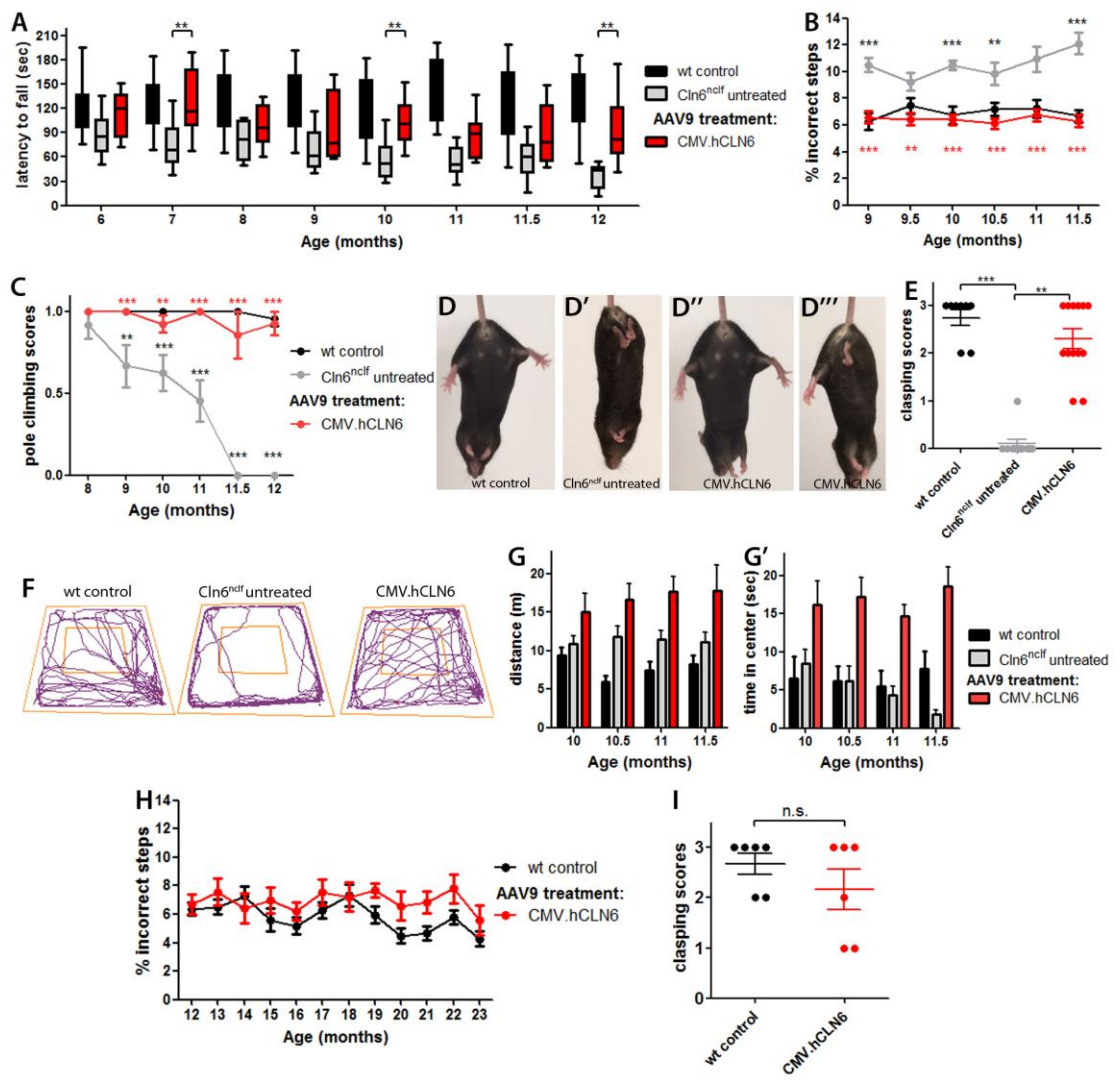 A
latency to fall (sec)
210
180
150
120
90
60
30
0
** ** **
6 7 8 9 10 11 11.5 12
Age (months)
wt control
Cln6nclf untreated
AAV9 treatment:
CMV.hCLN6
B
% incorrect steps
14
12
10
8
6
4
2
0
*** *** ** ***
*** ** *** *** *** ***
9 9.5 10 10.5 11 11.5
Age (months)
C
pole climbing scores
1.0
0.5
0.0
*** ** *** *** ***
** *** *** *** ***
8 9 10 11 11.5 12
Age (months)
wt control
Cln6nclf untreated
AAV9 treatment:
CMV.hCLN6
D D' D'' D'''
wt control Cln6nclf untreated CMV.hCLN6 CMV.hCLN6
E
clasping scores
3
2
1
0
*** **
wt control
Cln6nclf untreated
CMV.hCLN6
F
wt control Cln6nclf untreated CMV.hCLN6
G
distance (m)
20
15
10
5
0
10 10.5 11 11.5
Age (months)
G'
time in center (sec)
20
15
10
5
0
10 10.5 11 11.5
Age (months)
wt control
Cln6nclf untreated
AAV9 treatment:
CMV.hCLN6
H
% incorrect steps
14
12
10
8
6
4
2
0
12 13 14 15 16 17 18 19 20 21 22 23
Age (months)
wt control
AAV9 treatment:
CMV.hCLN6
I
clasping scores
3
2
1
0
n.s.
wt control
CMV.hCLN6